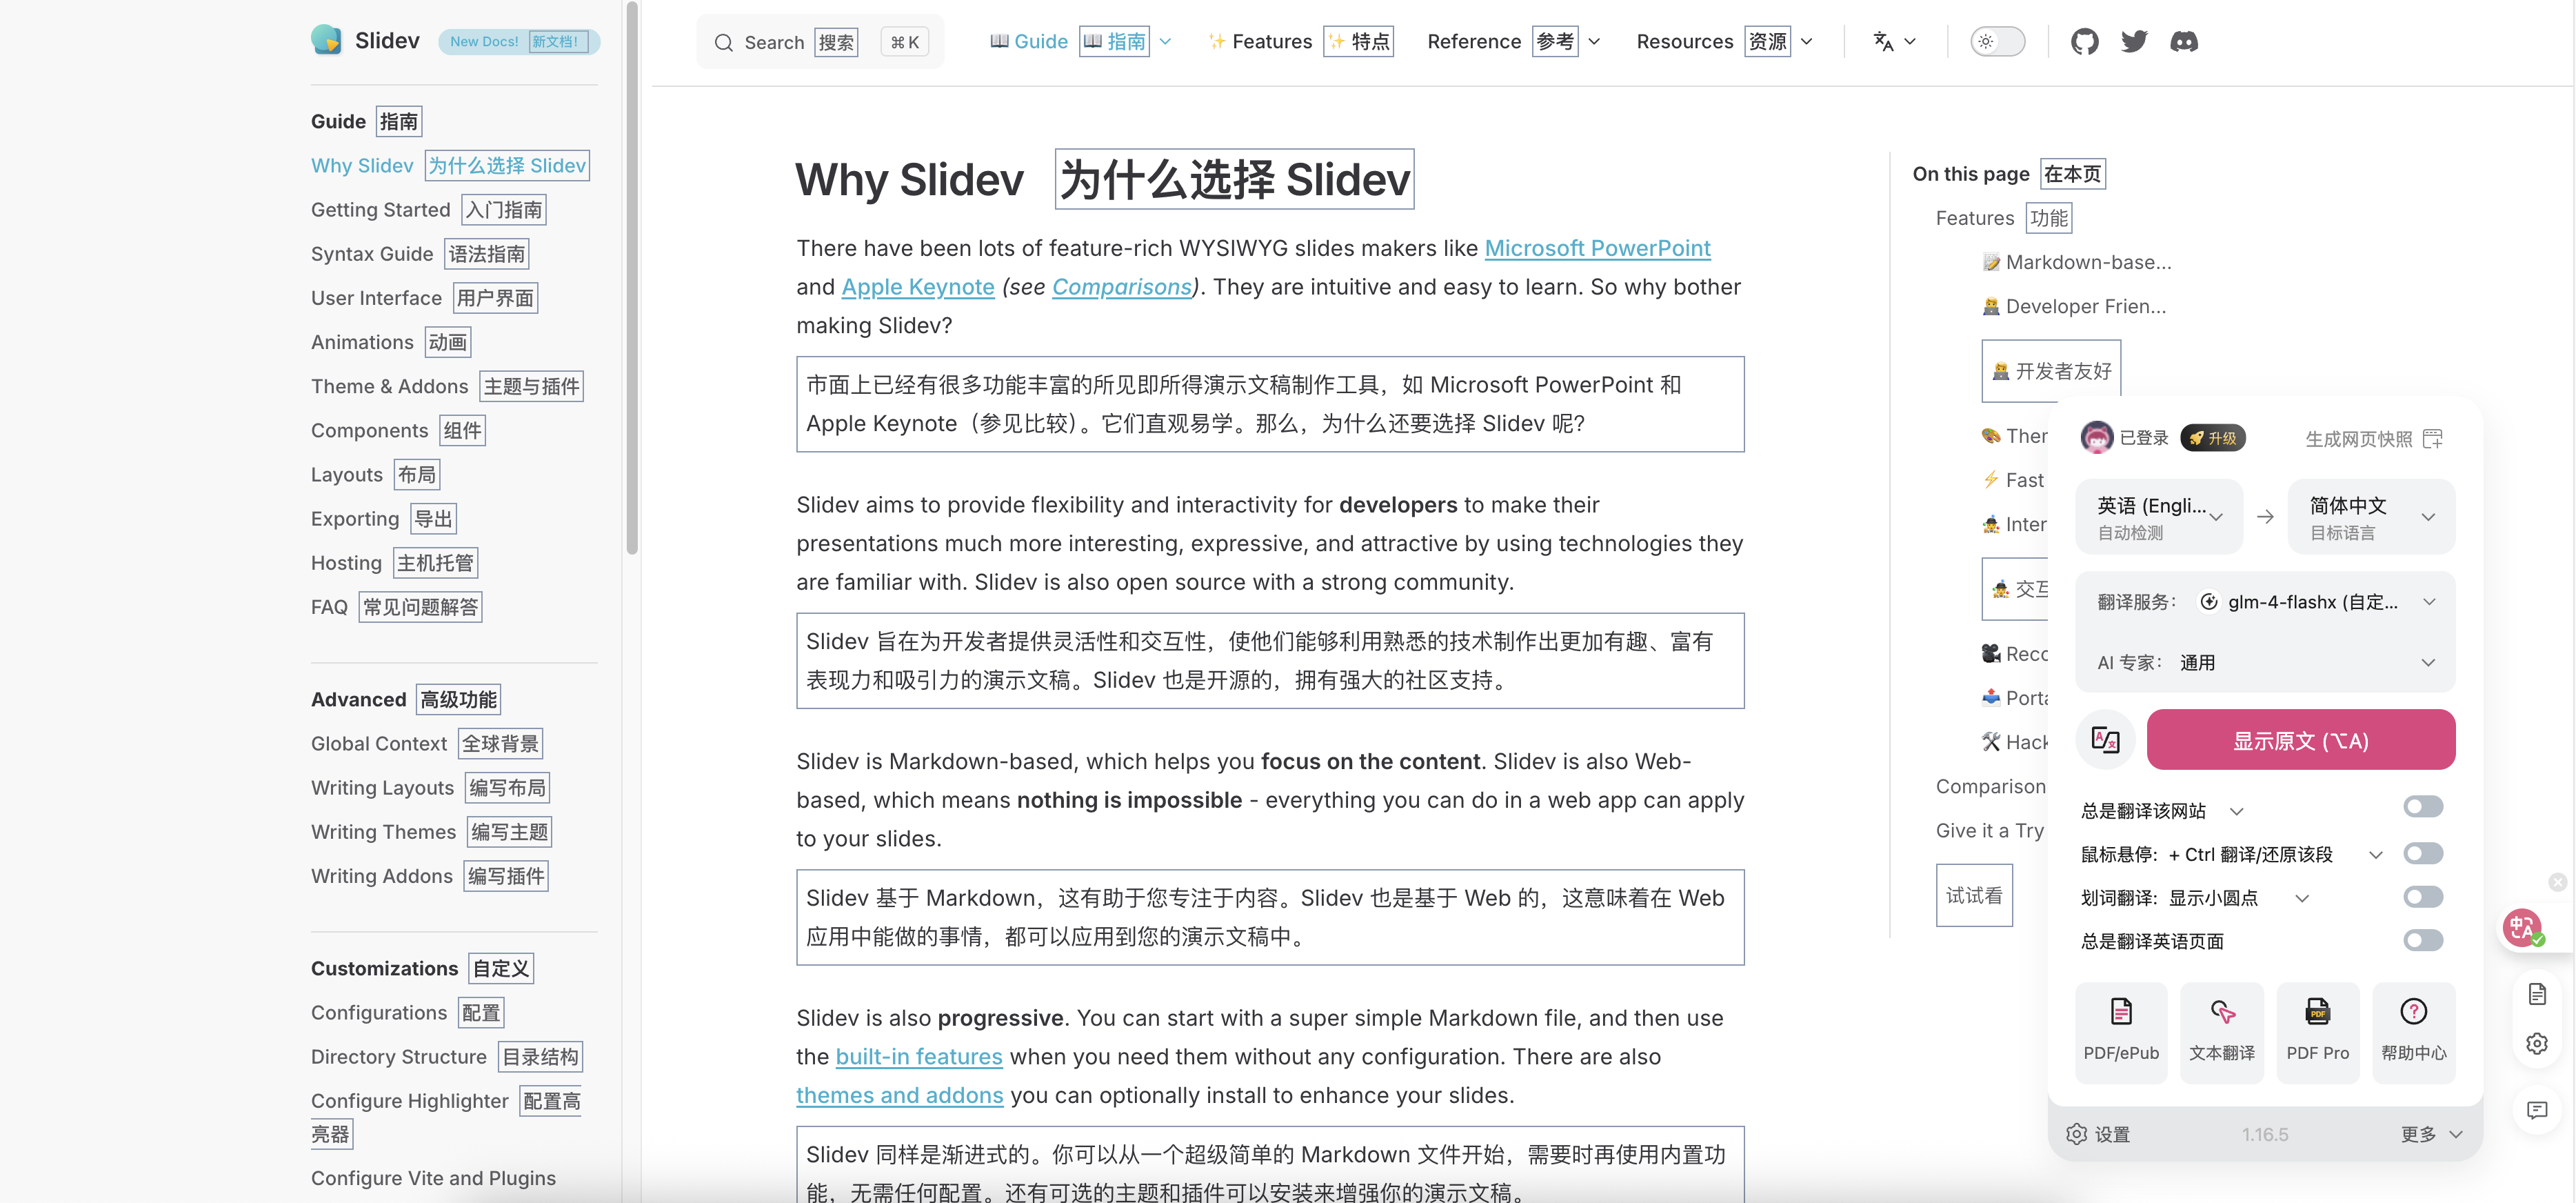 Slidev New Docs! 新文档!
Guide 指南
Why Slidev 为什么选择 Slidev
Getting Started 入门指南
Syntax Guide 语法指南
User Interface 用户界面
Animations 动画
Theme & Addons 主题与插件
Components 组件
Layouts 布局
Exporting 导出
Hosting 主机托管
FAQ 常见问题解答
Advanced 高级功能
Global Context 全球背景
Writing Layouts 编写布局
Writing Themes 编写主题
Writing Addons 编写插件
Customizations 自定义
Configurations 配置
Directory Structure 目录结构
Configure Highlighter 配置高
亮器
Configure Vite and Plugins
Search 搜索 ⌘ K
📖 Guide 📖 指南
✨ Features ✨ 特点
Reference 参考
Resources 资源
Why Slidev 为什么选择 Slidev
There have been lots of feature-rich WYSIWYG slides makers like Microsoft PowerPoint
and Apple Keynote (see Comparisons). They are intuitive and easy to learn. So why bother
making Slidev?
市面上已经有很多功能丰富的所见即所得演示文稿制作工具，如 Microsoft PowerPoint 和
Apple Keynote（参见比较）。它们直观易学。那么，为什么还要选择 Slidev 呢？
Slidev aims to provide flexibility and interactivity for developers to make their
presentations much more interesting, expressive, and attractive by using technologies they
are familiar with. Slidev is also open source with a strong community.
Slidev 旨在为开发者提供灵活性和交互性，使他们能够利用熟悉的技术制作出更加有趣、富有
表现力和吸引力的演示文稿。Slidev 也是开源的，拥有强大的社区支持。
Slidev is Markdown-based, which helps you focus on the content. Slidev is also Web-
based, which means nothing is impossible - everything you can do in a web app can apply
to your slides.
Slidev 基于 Markdown，这有助于您专注于内容。Slidev 也是基于 Web 的，这意味着在 Web
应用中能做的事情，都可以应用到您的演示文稿中。
Slidev is also progressive. You can start with a super simple Markdown file, and then use
the built-in features when you need them without any configuration. There are also
themes and addons you can optionally install to enhance your slides.
Slidev 同样是渐进式的。你可以从一个超级简单的 Markdown 文件开始，需要时再使用内置功
能，无需任何配置。还有可选的主题和插件可以安装来增强你的演示文稿。
On this page 在本页
Features 功能
📝 Markdown-base...
🧑‍💻 Developer Frien...
🧑‍💻 开发者友好
🎨 Ther
⚡ Fast
🤹 Inter
🤹 交互
🎥 Reco
📤 Porta
🛠 Hack
Comparison
Give it a Try
试试看
已登录 🚀 升级 生成网页快照
英语 (Engli... → 简体中文
自动检测 目标语言
翻译服务： glm-4-flashx (自定...
AI 专家： 通用
显示原文 (⌥A)
总是翻译该网站
鼠标悬停: + Ctrl 翻译/还原该段
划词翻译: 显示小圆点
总是翻译英语页面
PDF/ePub 文本翻译 PDF Pro 帮助中心
设置 1.16.5 更多